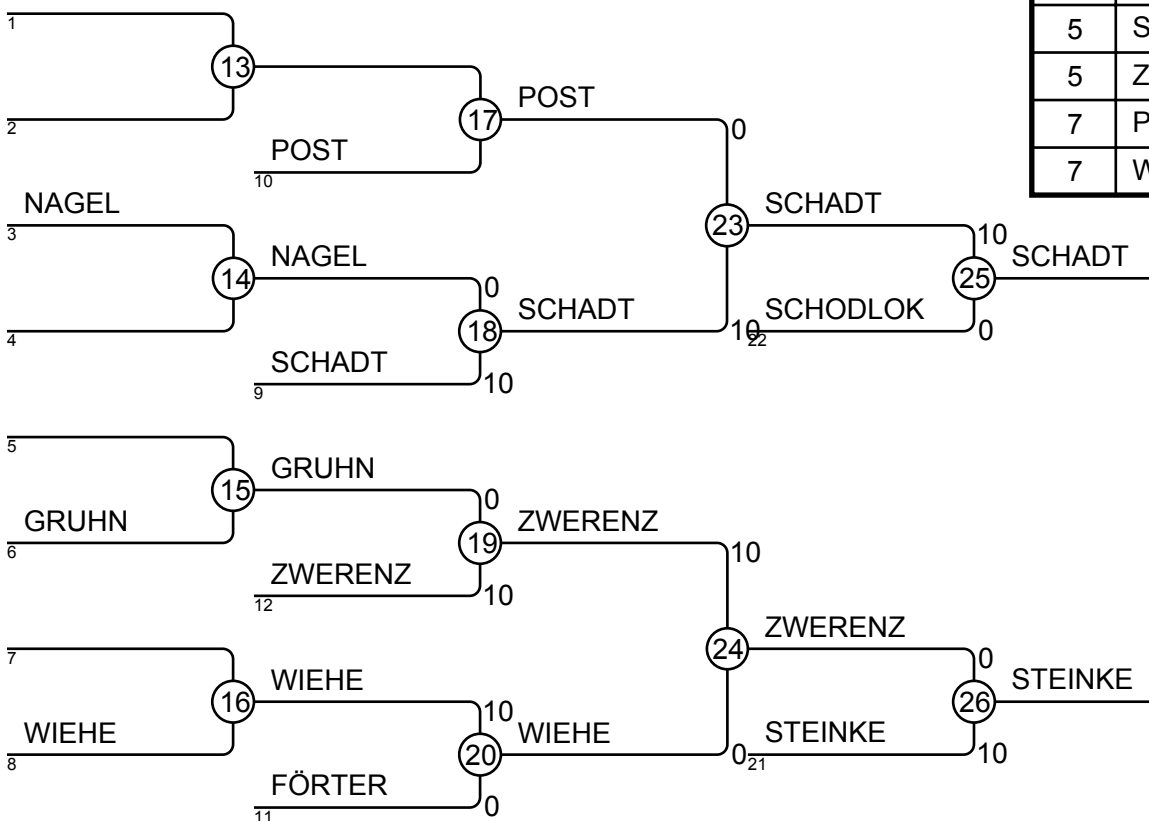 1
5 S
13
5 Z
POST
17
0
2
POST
7 P
10
NAGEL
7 W
3
SCHADT
23
10
NAGEL
SCHADT
14
0
25
SCHADT
SCHODLOK
4
18
10
22
0
SCHADT
10
9
5
GRUHN
15
0
GRUHN
ZWERENZ
6
19
10
ZWERENZ
12
10
ZWERENZ
7
24
0
WIEHE
STEINKE
16
10
26
WIEHE
WIEHE
STEINKE
8
20
0
21
10
FÖRTER
11
0